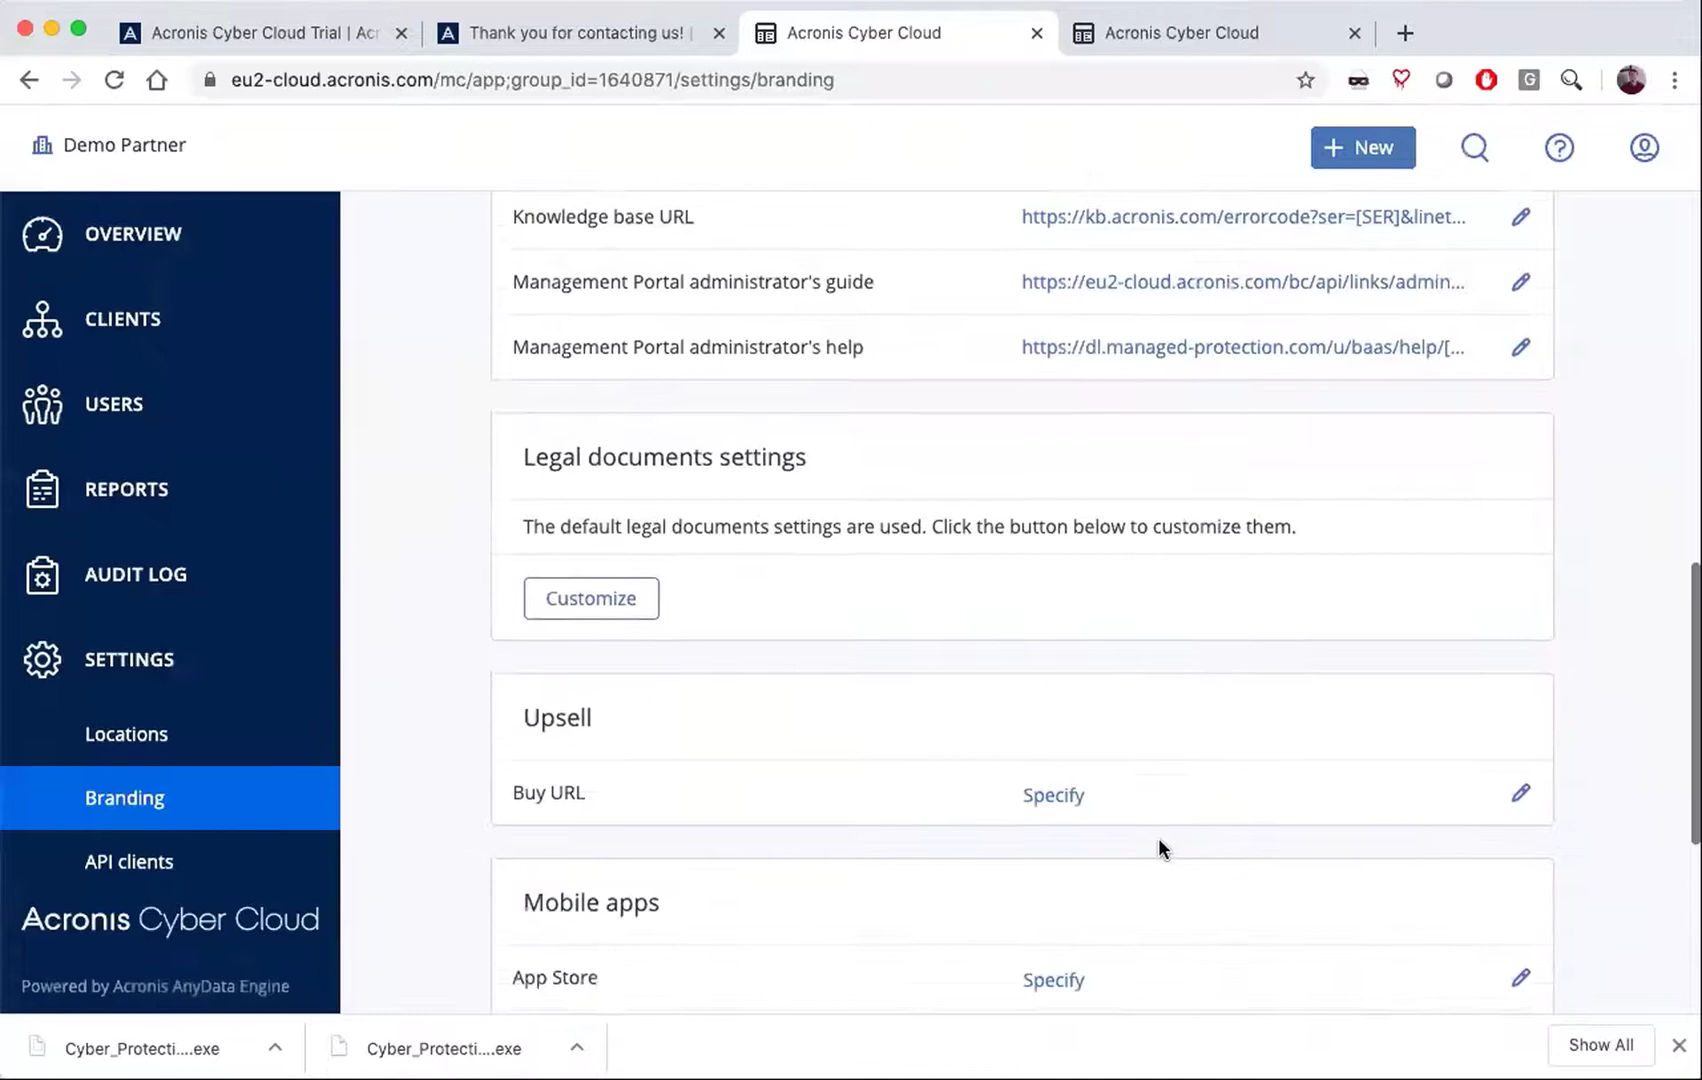 Acronis Cyber Cloud Trial | Acr
Thank you for contacting us! |
Acronis Cyber Cloud
Acronis Cyber Cloud
eu2-cloud.acronis.com/mc/app;group_id=1640871/settings/branding
Demo Partner
New
OVERVIEW
CLIENTS
USERS
REPORTS
AUDIT LOG
SETTINGS
Locations
Branding
API clients
Acronis Cyber Cloud
Powered by Acronis AnyData Engine
Knowledge base URL https://kb.acronis.com/errorcode?ser=[SER]&linet...
Management Portal administrator's guide https://eu2-cloud.acronis.com/bc/api/links/admin...
Management Portal administrator's help https://dl.managed-protection.com/u/baas/help/[...
Legal documents settings
The default legal documents settings are used. Click the button below to customize them.
Customize
Upsell
Buy URL Specify
Mobile apps
App Store Specify
Cyber_Protecti....exe
Cyber_Protecti....exe
Show All